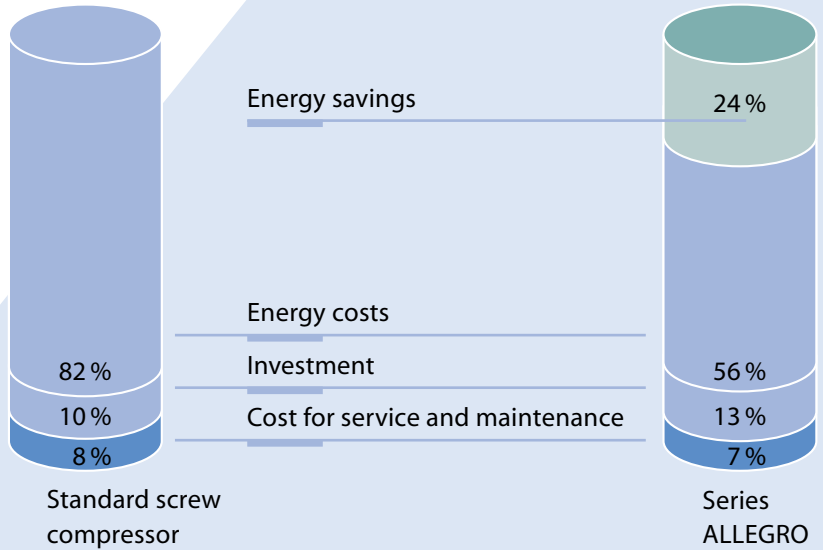 Energy savings
24 %
Energy costs
82 %
Investment
56 %
10 %
Cost for service and maintenance
13 %
8 %
7 %
Standard screw
compressor
Series
ALLEGRO